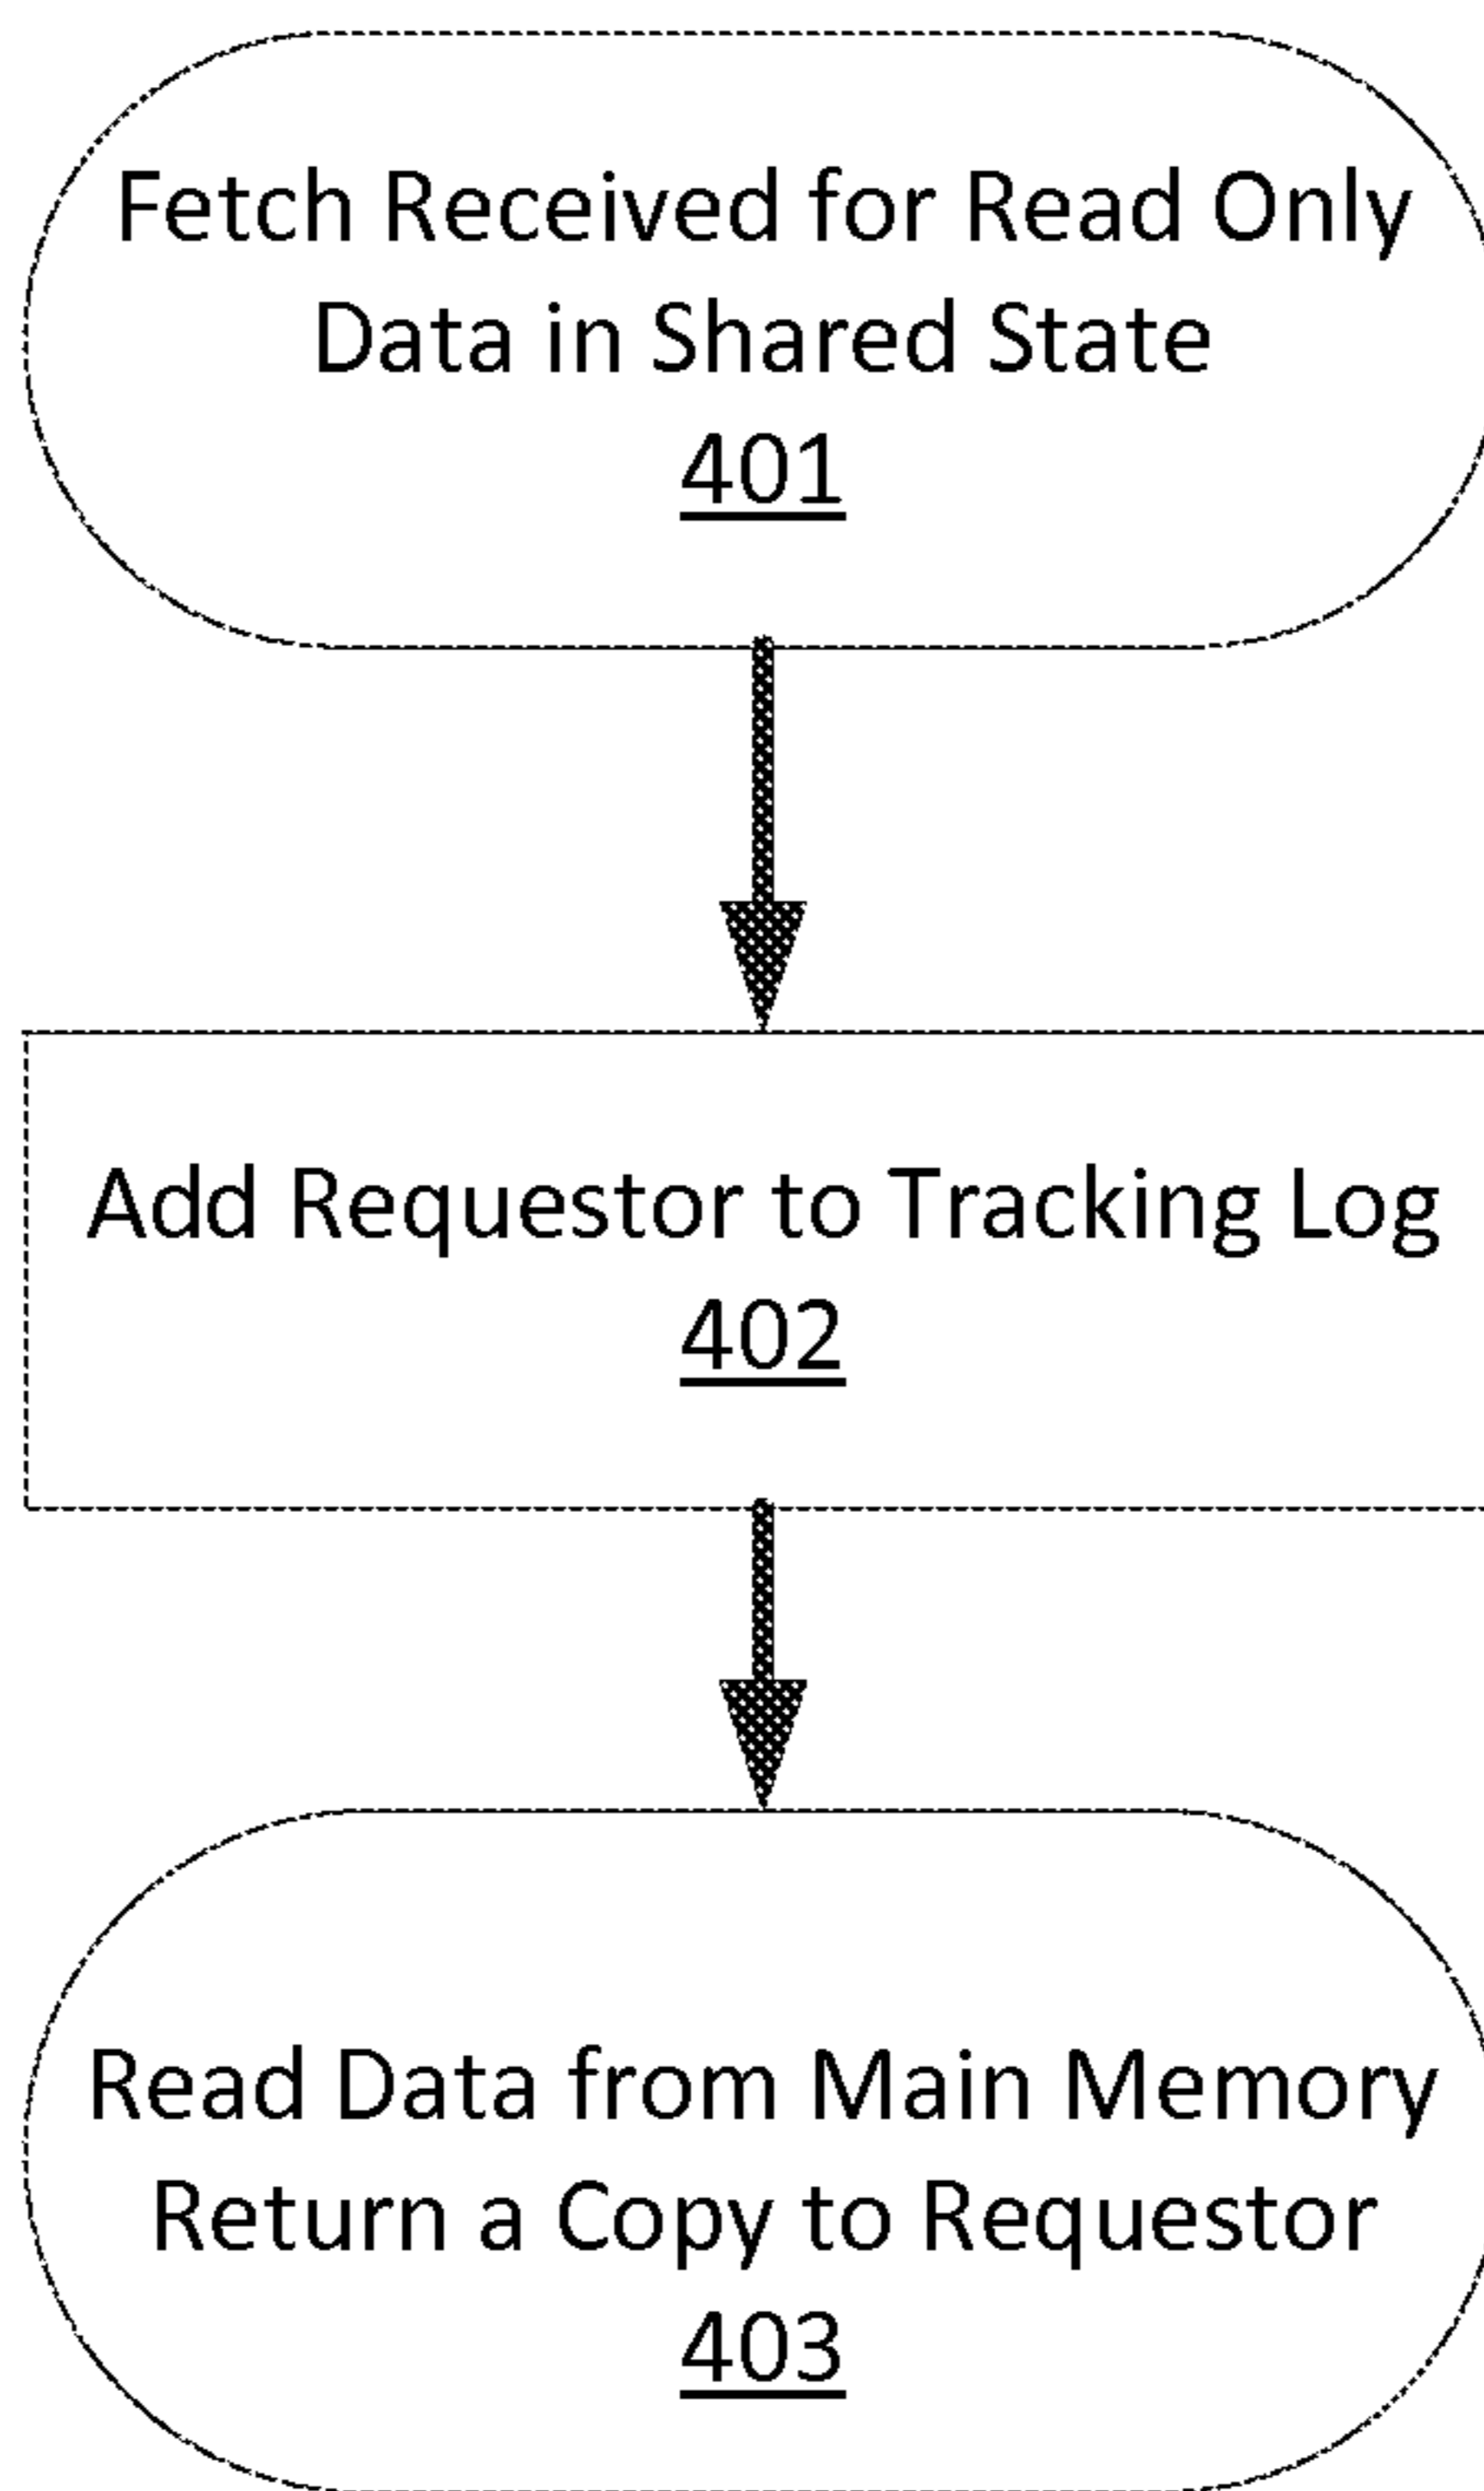 Fetch Received for Read Only
Data in Shared State
401
Add Requestor to Tracking Log
402
Read Data from Main Memory
Return a Copy to Requestor
403